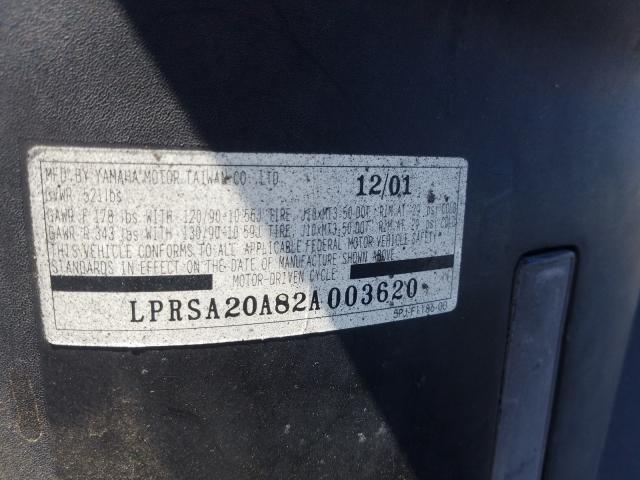 MFD BY YAMAHA MOTOR TAIWAN CO. LTD 12/01
GVWR 521lbs
GAWR F 178 lbs WITH 120/90-10 56J TIRE, J10xMT3.50 DOT RIM AT PSI COLD
GAWR R 343 lbs WITH 130/90-10 59J TIRE, J10xMT3.50 DOT RIM AT PSI COLD
THIS VEHICLE CONFORMS TO ALL APPLICABLE FEDERAL MOTOR VEHICLE SAFETY
STANDARDS IN EFFECT ON THE DATE OF MANUFACTURE SHOWN ABOVE
MOTOR-DRIVEN CYCLE
LPRSA20A82A003620
5PJ-F1186-00